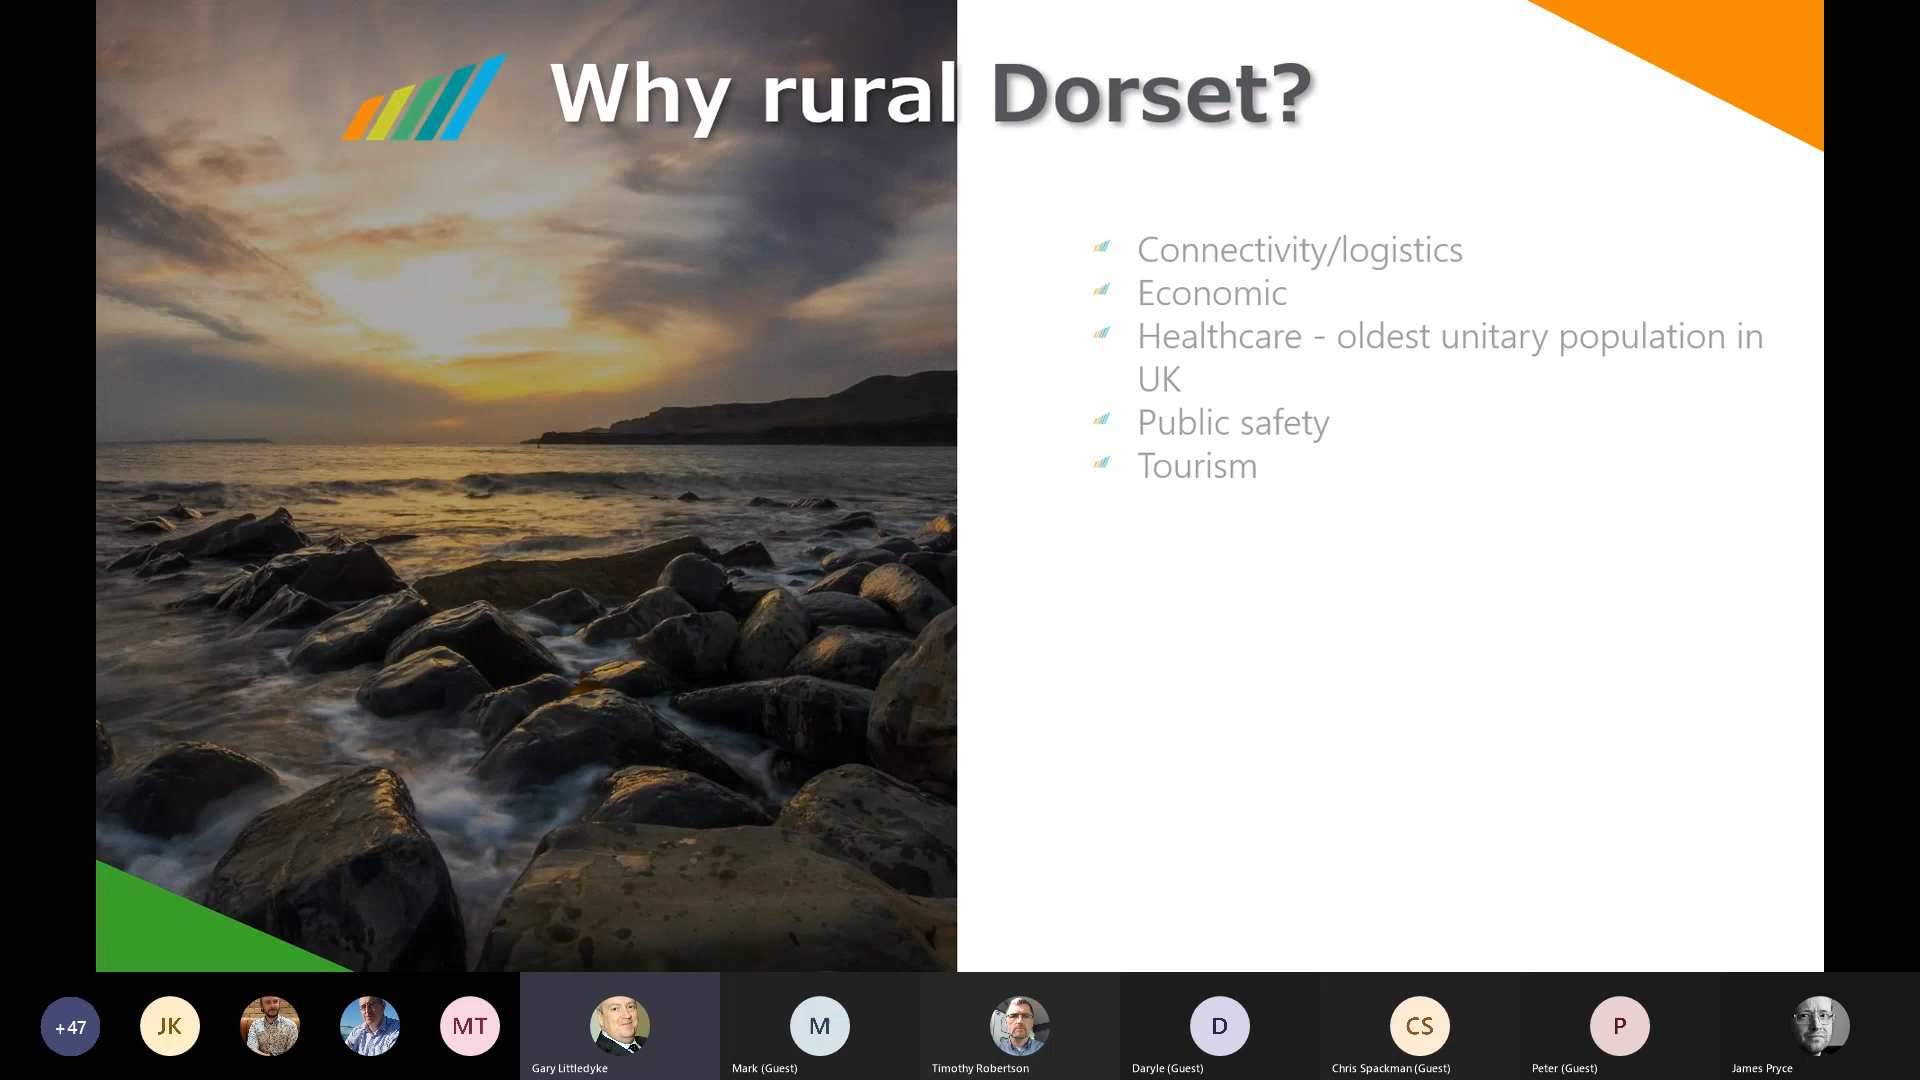 Why rural Dorset?
Connectivity/logistics
Economic
Healthcare - oldest unitary population in
UK
Public safety
Tourism
+47
JK
MT
M
D
CS
P
Gary Littledyke
Mark (Guest)
Timothy Robertson
Daryle (Guest)
Chris Spackman (Guest)
Peter (Guest)
James Pryce